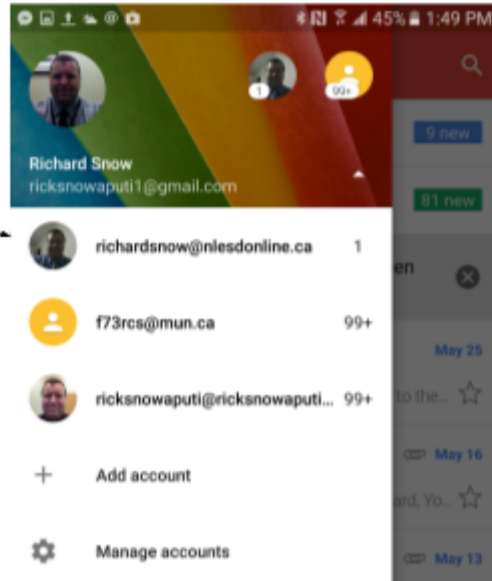 45% 1:49 PM
1
99+
Richard Snow
ricksnowaputi1@gmail.com
9 new
81 new
richardsnow@nlesdonline.ca 1
en
f73rcs@mun.ca 99+
May 25
ricksnowaputi@ricksnowaputi... 99+
to the..
May 16
Add account
ard, Yo..
Manage accounts
May 13